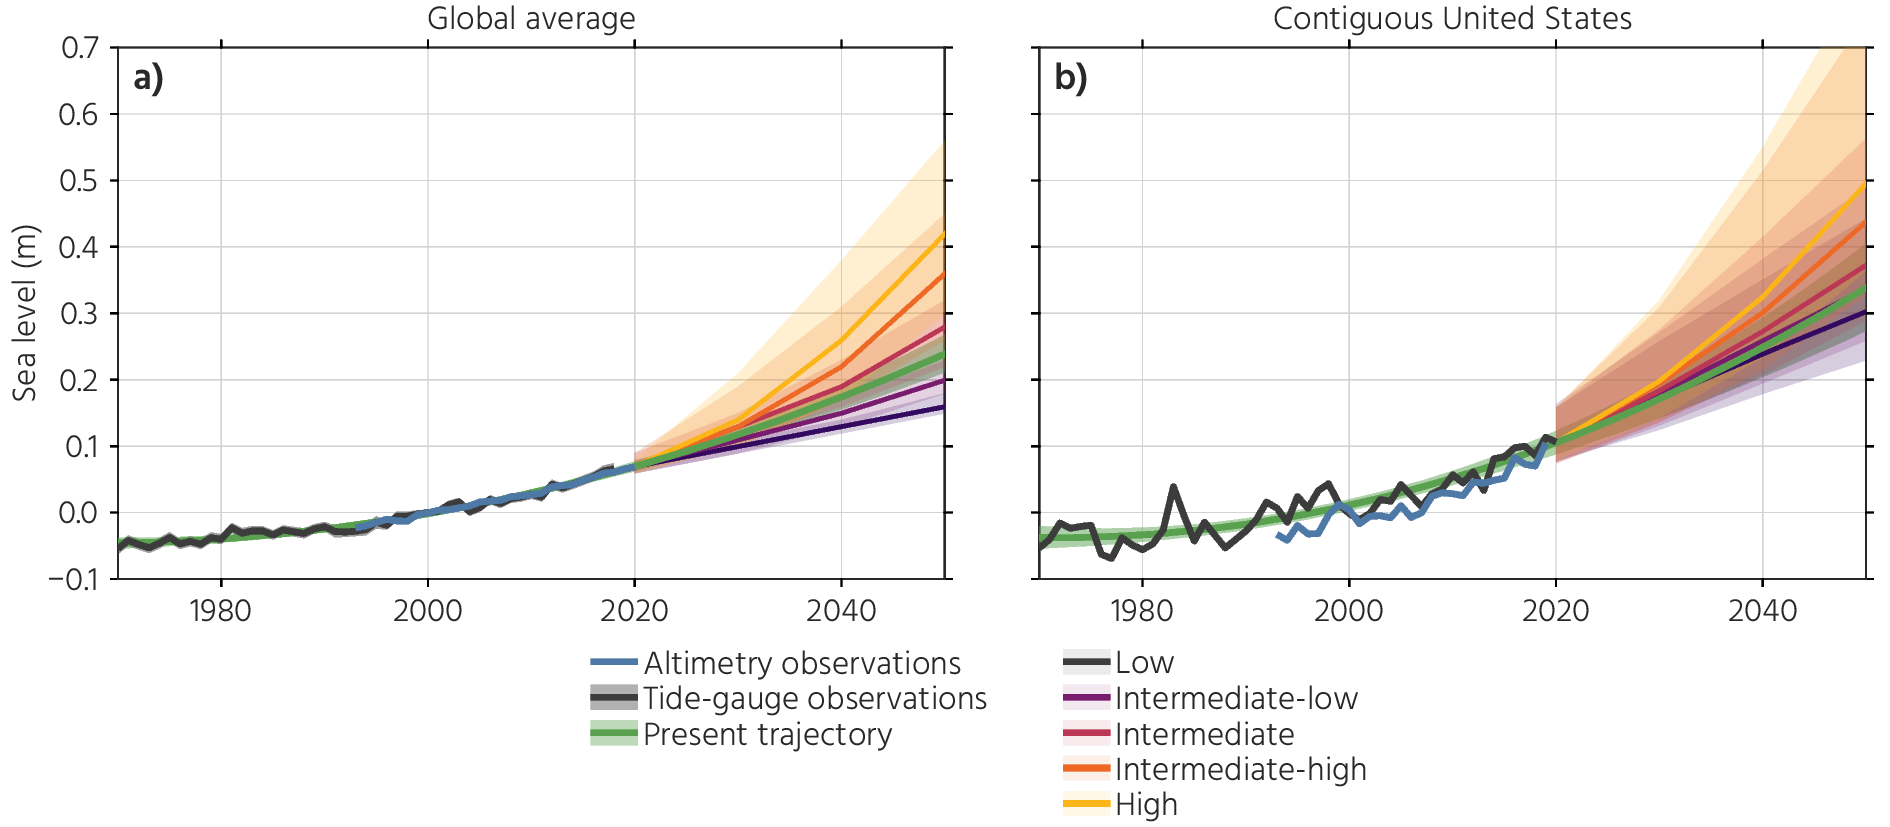 Global average
Contiguous United States
a)
b)
Sea level (m)
0.7
0.6
0.5
0.4
0.3
0.2
0.1
0.0
−0.1
1980 2000 2020 2040
1980 2000 2020 2040
Altimetry observations
Tide-gauge observations
Present trajectory
Low
Intermediate-low
Intermediate
Intermediate-high
High